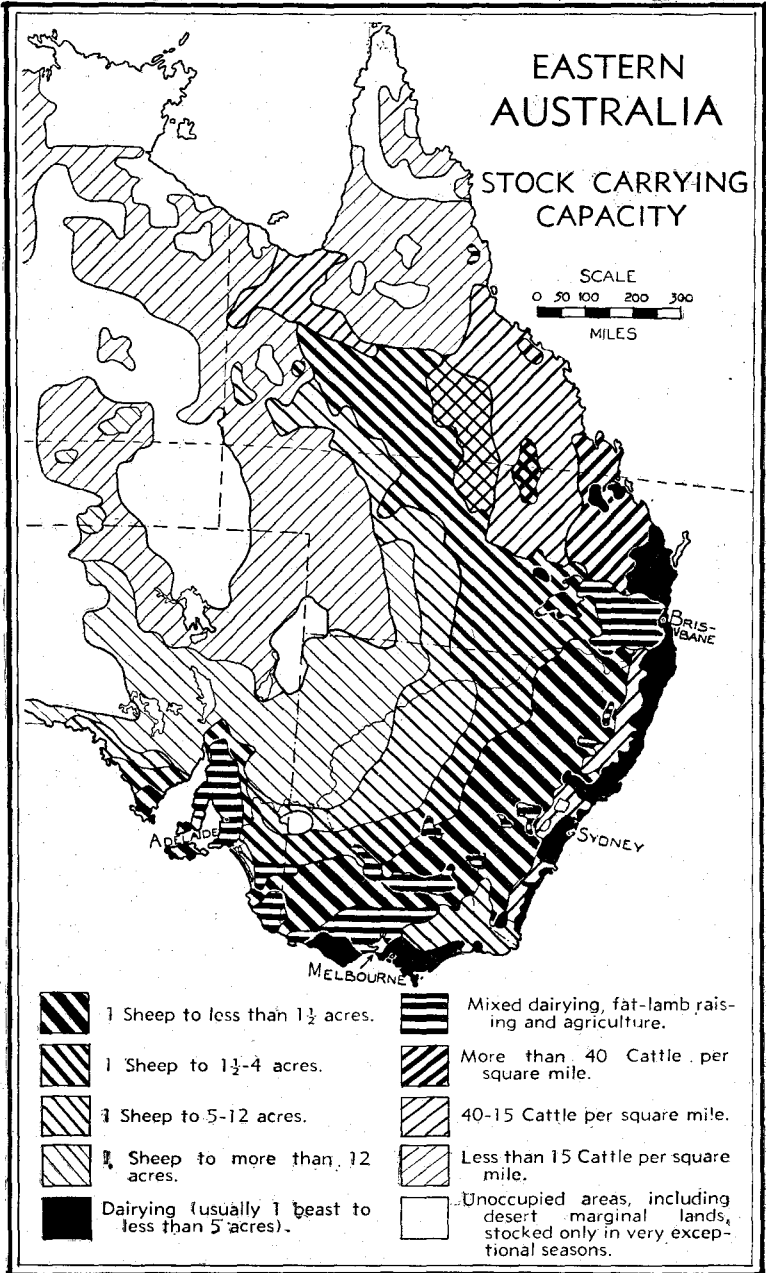 EASTERN
AUSTRALIA
STOCK CARRYING
CAPACITY
SCALE
0 50 100 200 300
MILES
BRIS-
BANE
SYDNEY
ADELAIDE
MELBOURNE
1 Sheep to less than 1½ acres.
1 Sheep to 1½-4 acres.
1 Sheep to 5-12 acres.
1 Sheep to more than 12
acres.
Dairying (usually 1 beast to
less than 5 acres).
Mixed dairying, fat-lamb rais-
ing and agriculture.
More than 40 Cattle per
square mile.
40-15 Cattle per square mile.
Less than 15 Cattle per square
mile.
Unoccupied areas, including
desert marginal lands,
stocked only in very excep-
tional seasons.